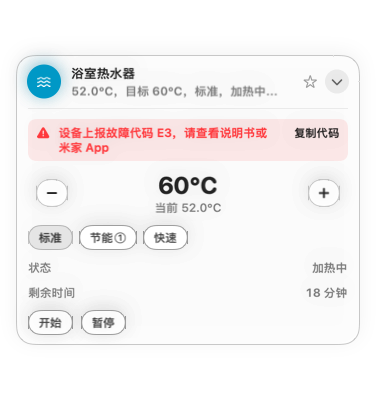 浴室热水器
52.0°C，目标 60°C，标准，加热中...
设备上报故障代码 E3，请查看说明书或
米家 App
复制代码
60°C
当前 52.0°C
标准
节能①
快速
状态
加热中
剩余时间
18 分钟
开始
暂停